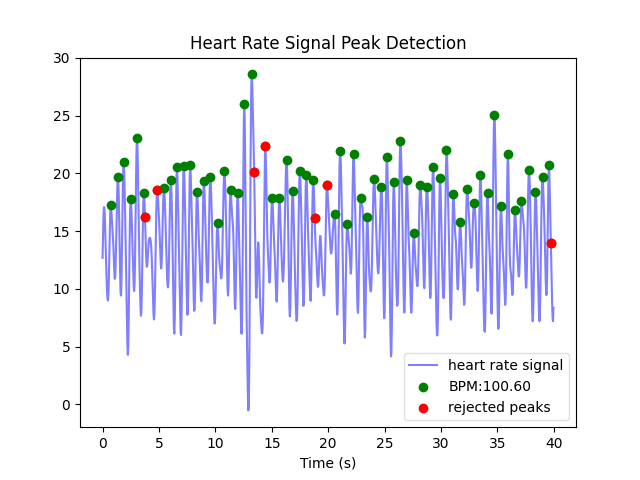 Heart Rate Signal Peak Detection
30
25
20
15
10
5
0
heart rate signal
BPM:100.60
rejected peaks
0 5 10 15 20 25 30 35 40
Time (s)